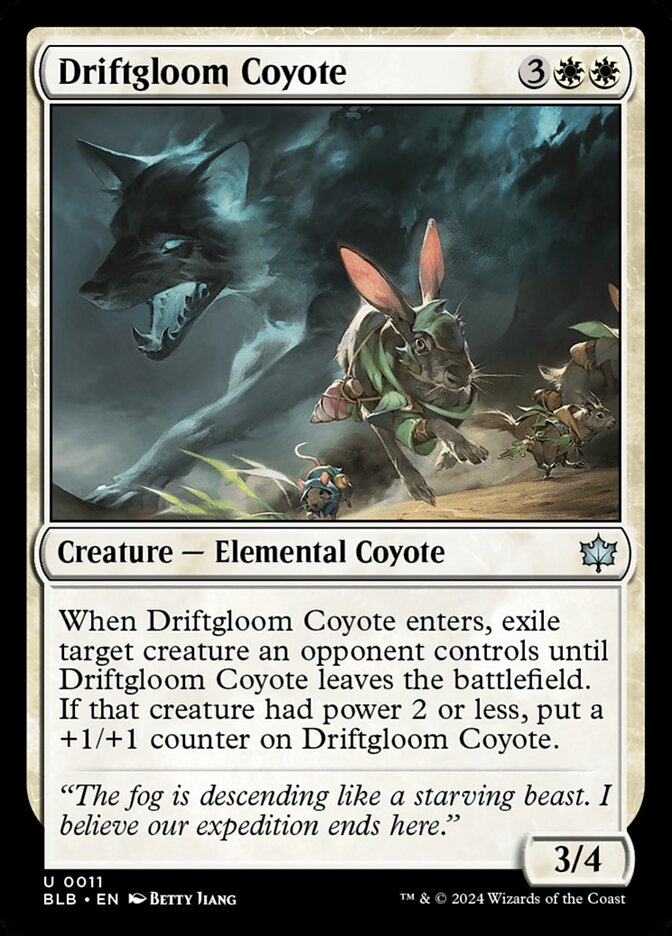 Driftgloom Coyote 3
Creature — Elemental Coyote
When Driftgloom Coyote enters, exile
target creature an opponent controls until
Driftgloom Coyote leaves the battlefield.
If that creature had power 2 or less, put a
+1/+1 counter on Driftgloom Coyote.
“The fog is descending like a starving beast. I
believe our expedition ends here.”
3/4
U 0011
BLB • EN Betty Jiang
™ & © 2024 Wizards of the Coast